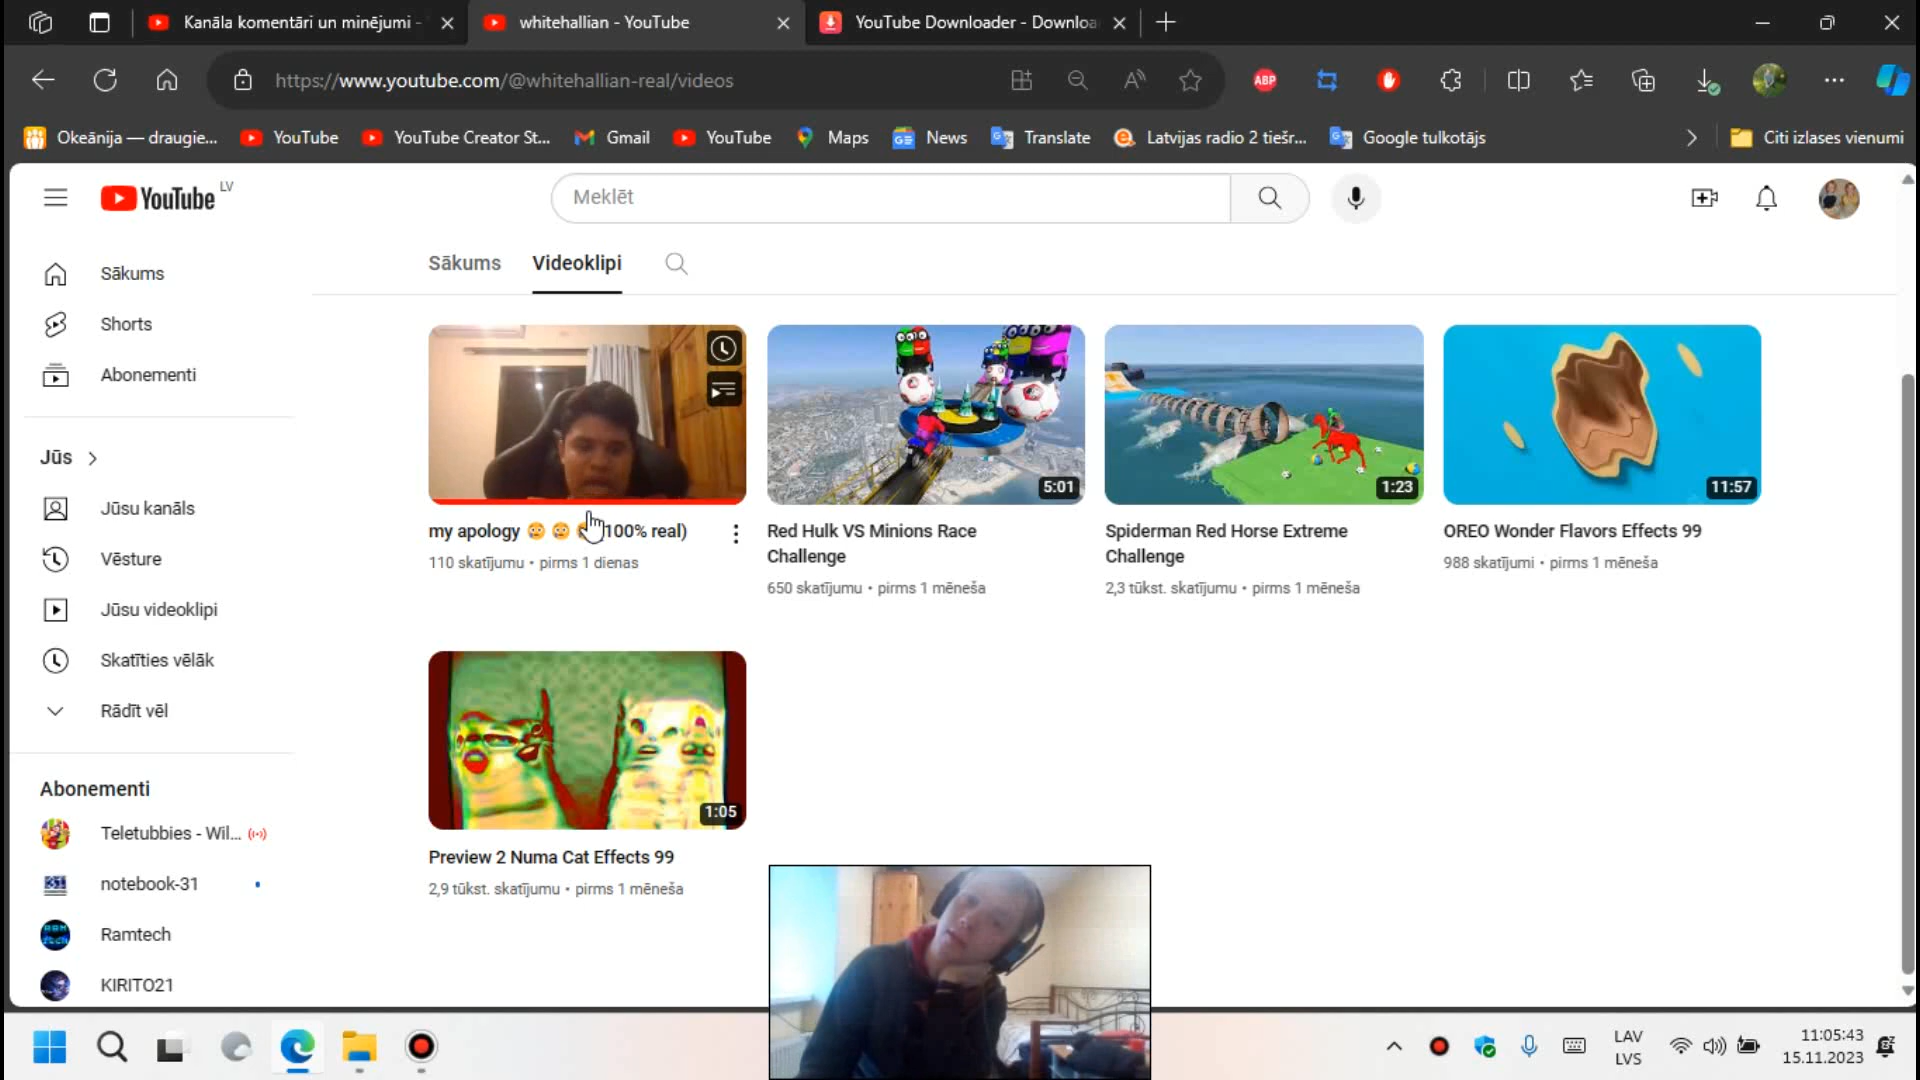 Kanāla komentāri un minējumi -
whitehallian - YouTube
YouTube Downloader - Downloa
https://www.youtube.com/@whitehallian-real/videos
ABP
Okeānija — draugie...
YouTube
YouTube Creator St...
Gmail
YouTube
Maps
News
Translate
Latvijas radio 2 tiešr...
Google tulkotājs
Citi izlases vienumi
YouTube LV
Meklēt
Sākums
Shorts
Abonementi
Jūs
Jūsu kanāls
Vēsture
Jūsu videoklipi
Skatīties vēlāk
Rādīt vēl
Abonementi
Teletubbies - Wil...
notebook-31
Ramtech
KIRITO21
Sākums
Videoklipi
my apology 😳 😳 😳 (100% real)
110 skatījumu • pirms 1 dienas
5:01
Red Hulk VS Minions Race
Challenge
650 skatījumu • pirms 1 mēneša
1:23
Spiderman Red Horse Extreme
Challenge
2,3 tūkst. skatījumu • pirms 1 mēneša
11:57
OREO Wonder Flavors Effects 99
988 skatījumi • pirms 1 mēneša
1:05
Preview 2 Numa Cat Effects 99
2,9 tūkst. skatījumu • pirms 1 mēneša
LAV
LVS
11:05:43
15.11.2023